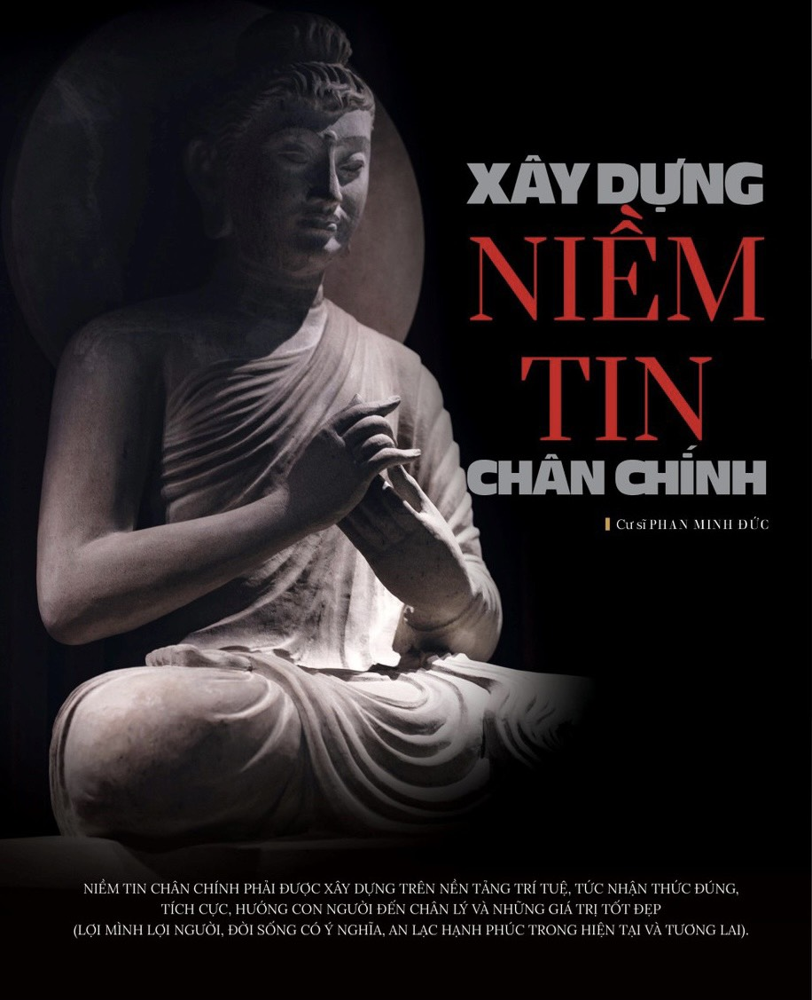 XÂY DỰNG
NIỀM
TIN
CHÂN CHÍNH
Cư sĩ PHAN MINH ĐỨC
NIỀM TIN CHÂN CHÍNH PHẢI ĐƯỢC XÂY DỰNG TRÊN NỀN TẢNG TRÍ TUỆ, TỨC NHẬN THỨC ĐÚNG,
TÍCH CỰC, HƯỚNG CON NGƯỜI ĐẾN CHÂN LÝ VÀ NHỮNG GIÁ TRỊ TỐT ĐẸP
(LỢI MÌNH LỢI NGƯỜI, ĐỜI SỐNG CÓ Ý NGHĨA, AN LẠC HẠNH PHÚC TRONG HIỆN TẠI VÀ TƯƠNG LAI).